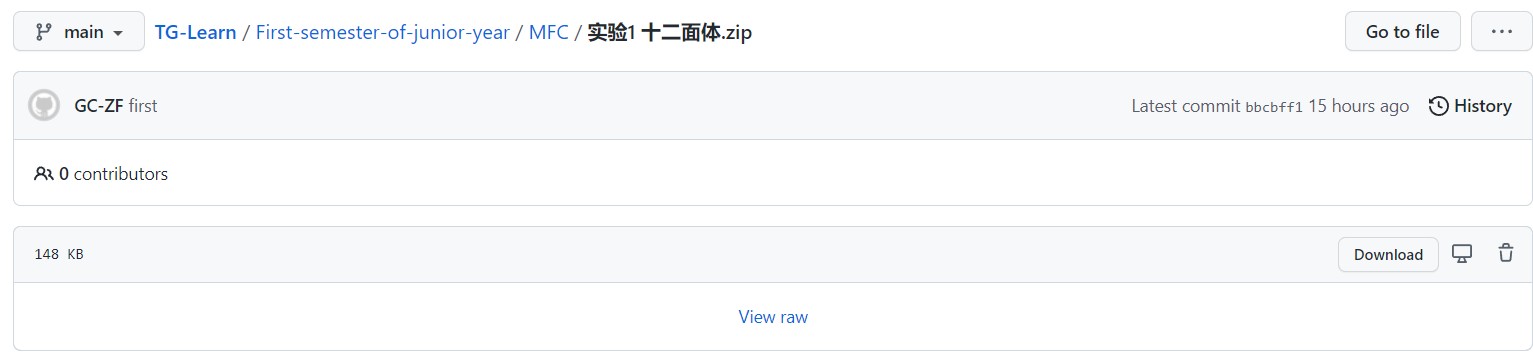 main TG-Learn / First-semester-of-junior-year / MFC / 实验1 十二面体.zip Go to file ...
GC-ZF first Latest commit bbcbff1 15 hours ago History
0 contributors
148 KB Download
View raw